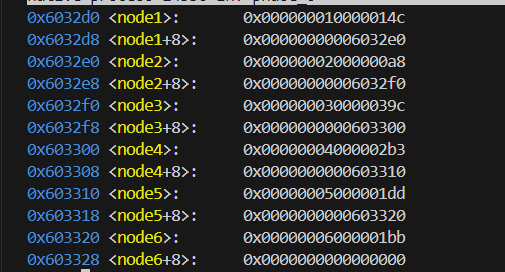 0x6032d0 <node1>: 0x000000010000014c
0x6032d8 <node1+8>: 0x00000000006032e0
0x6032e0 <node2>: 0x00000002000000a8
0x6032e8 <node2+8>: 0x00000000006032f0
0x6032f0 <node3>: 0x000000030000039c
0x6032f8 <node3+8>: 0x0000000000603300
0x603300 <node4>: 0x00000004000002b3
0x603308 <node4+8>: 0x0000000000603310
0x603310 <node5>: 0x00000005000001dd
0x603318 <node5+8>: 0x0000000000603320
0x603320 <node6>: 0x00000006000001bb
0x603328 <node6+8>: 0x0000000000000000